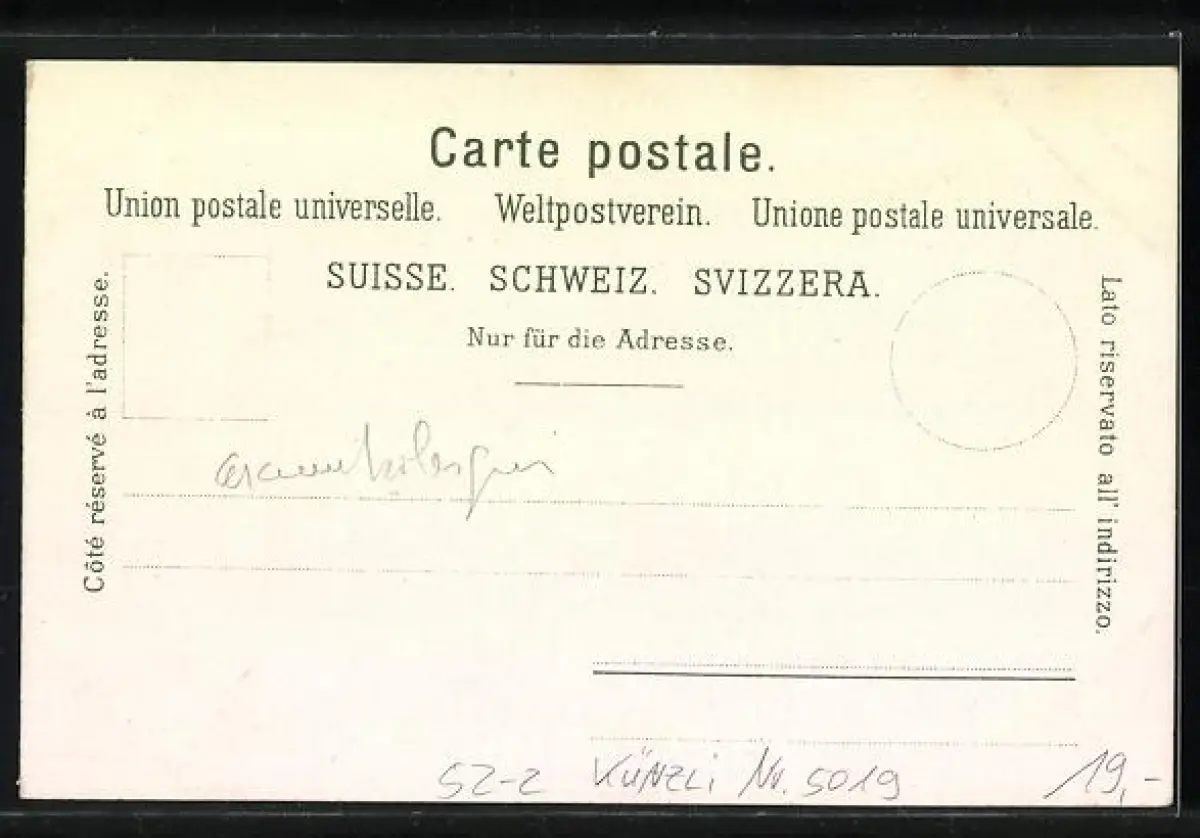 Carte postale.
Union postale universelle. Weltpostverein. Unione postale universale.
SUISSE. SCHWEIZ. SVIZZERA.
Nur für die Adresse.
Côté réservé à l'adresse.
Lato riservato all' indirizzo.
SZ-2 KÜNZLi Nr. 5019 19,-